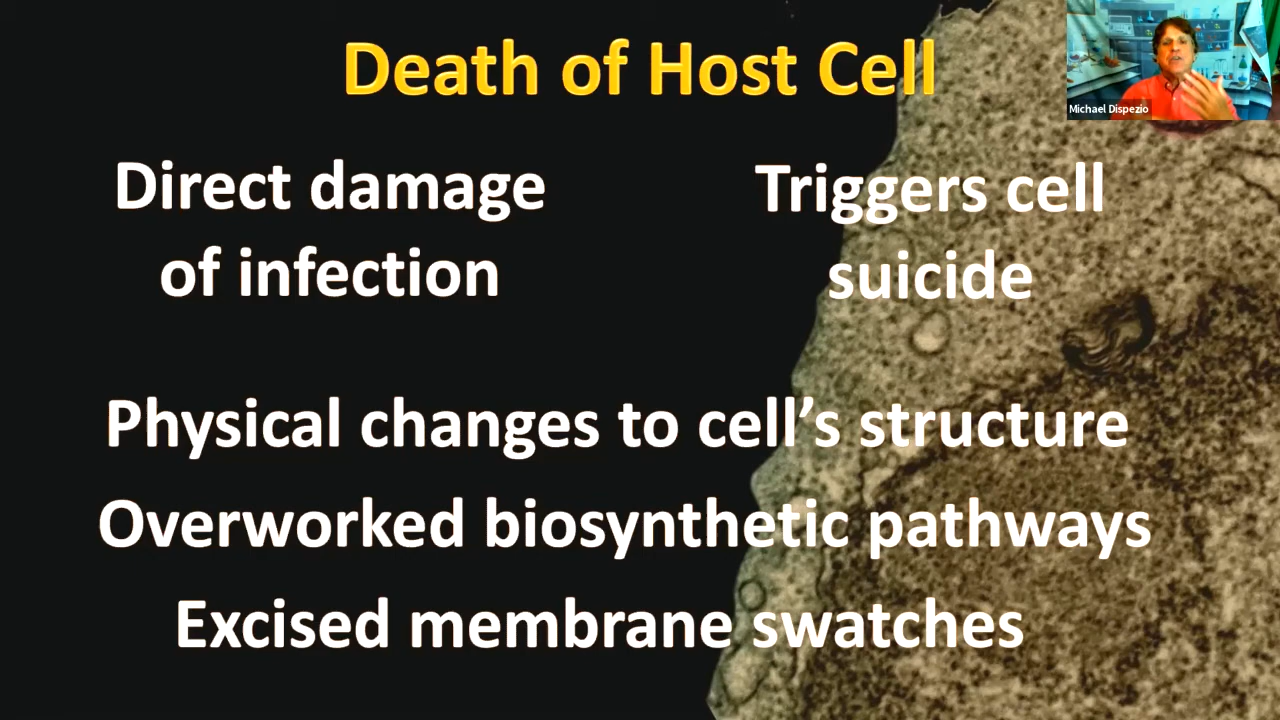 Death of Host Cell
Michael Dispezio
Direct damage
of infection
Triggers cell
suicide
Physical changes to cell’s structure
Overworked biosynthetic pathways
Excised membrane swatches